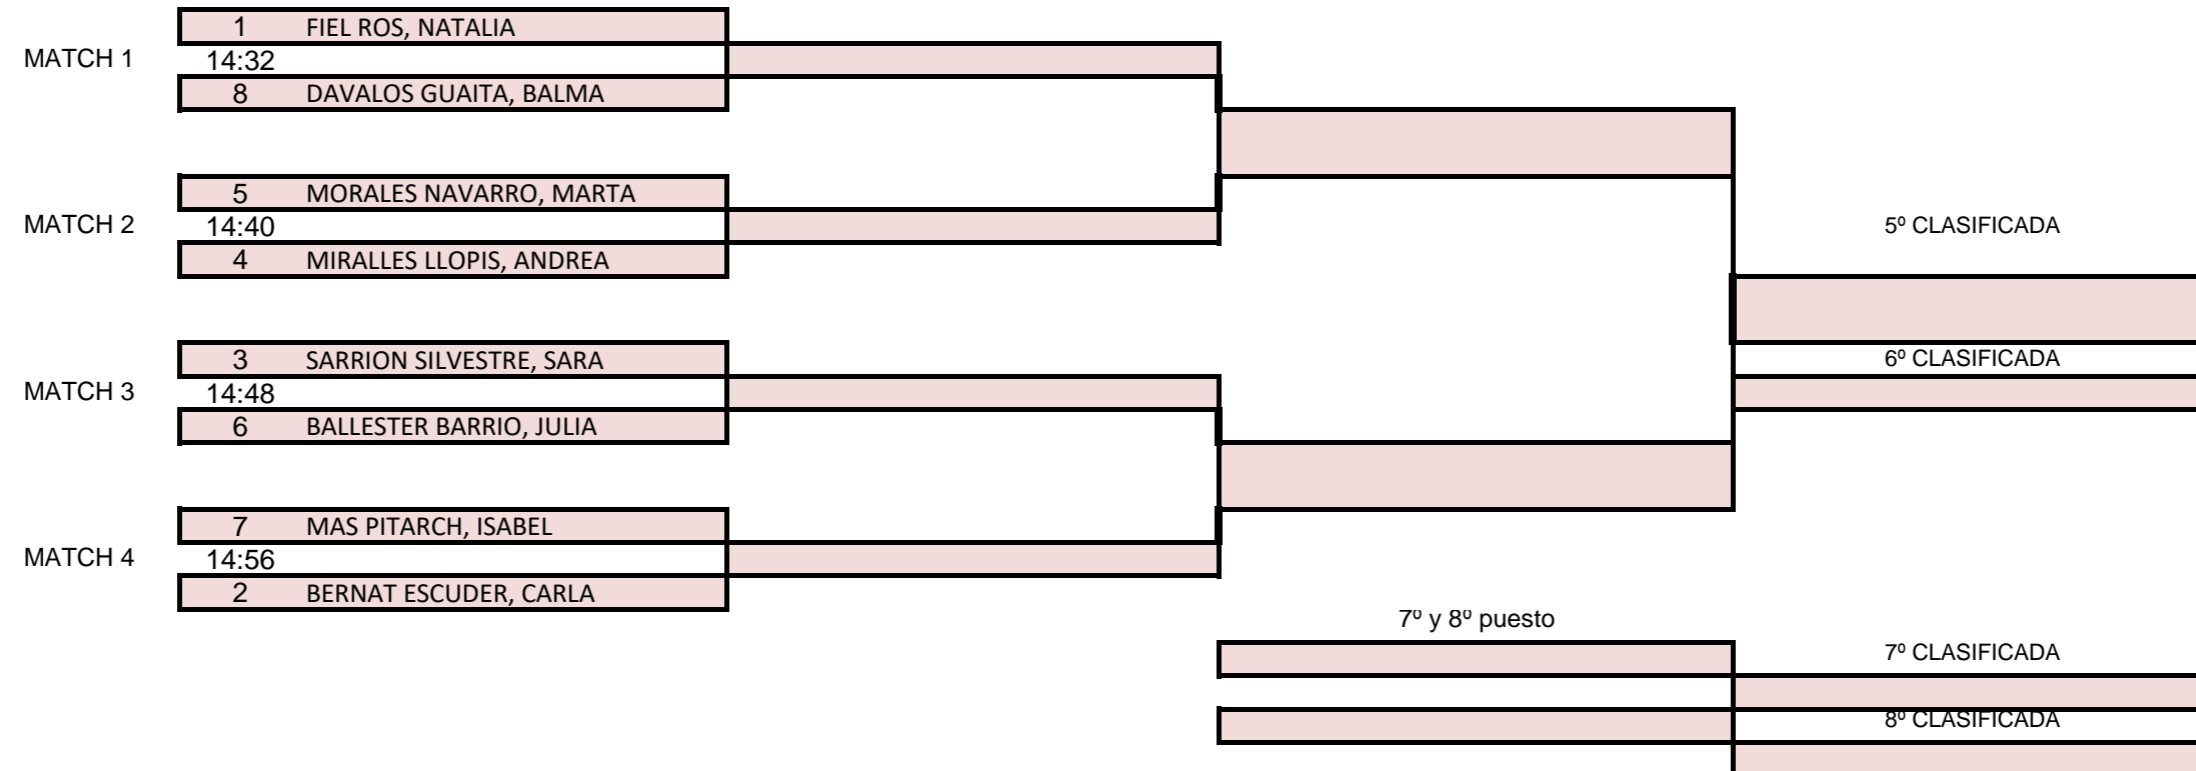 1 FIEL ROS, NATALIA
MATCH 1 14:32
8 DAVALOS GUAITA, BALMA
5 MORALES NAVARRO, MARTA
MATCH 2 14:40 5º CLASIFICADA
4 MIRALLES LLOPIS, ANDREA
3 SARRION SILVESTRE, SARA 6º CLASIFICADA
MATCH 3 14:48
6 BALLESTER BARRIO, JULIA
7 MAS PITARCH, ISABEL
MATCH 4 14:56
2 BERNAT ESCUDER, CARLA
7º y 8º puesto
7º CLASIFICADA
8º CLASIFICADA